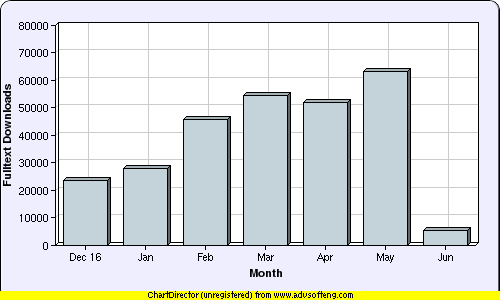 80000
70000
60000
50000
40000
30000
20000
10000
0
Fulltext Downloads
Dec 16 Jan Feb Mar Apr May Jun
Month
ChartDirector (unregistered) from www.advsofteng.com